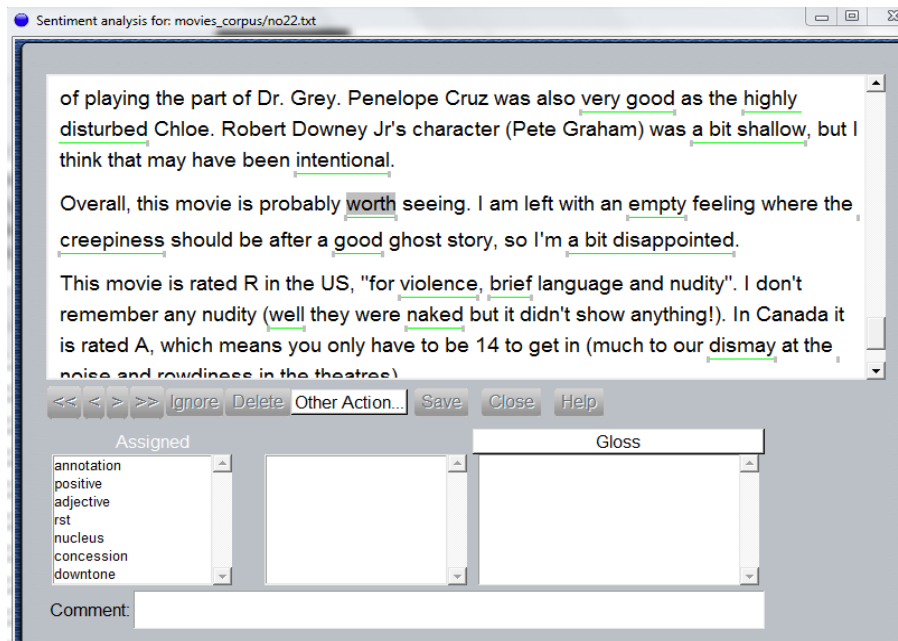 Sentiment analysis for: movies_corpus/no22.txt
of playing the part of Dr. Grey. Penelope Cruz was also very good as the highly
disturbed Chloe. Robert Downey Jr's character (Pete Graham) was a bit shallow, but I
think that may have been intentional.
Overall, this movie is probably worth seeing. I am left with an empty feeling where the
creepiness should be after a good ghost story, so I'm a bit disappointed.
This movie is rated R in the US, "for violence, brief language and nudity". I don't
remember any nudity (well they were naked but it didn't show anything!). In Canada it
is rated A, which means you only have to be 14 to get in (much to our dismay at the
noise and rowdiness in the theatres)
<< < > >> Ignore Delete Other Action... Save Close Help
Assigned
Gloss
annotation
positive
adjective
rst
nucleus
concession
downtone
Comment: